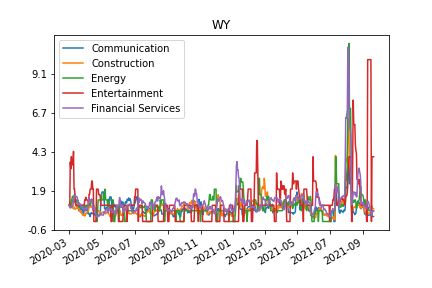 WY
Communication
Construction
Energy
Entertainment
Financial Services
9.1
6.7
4.3
1.9
-0.6
2020-03
2020-05
2020-07
2020-09
2020-11
2021-01
2021-03
2021-05
2021-07
2021-09